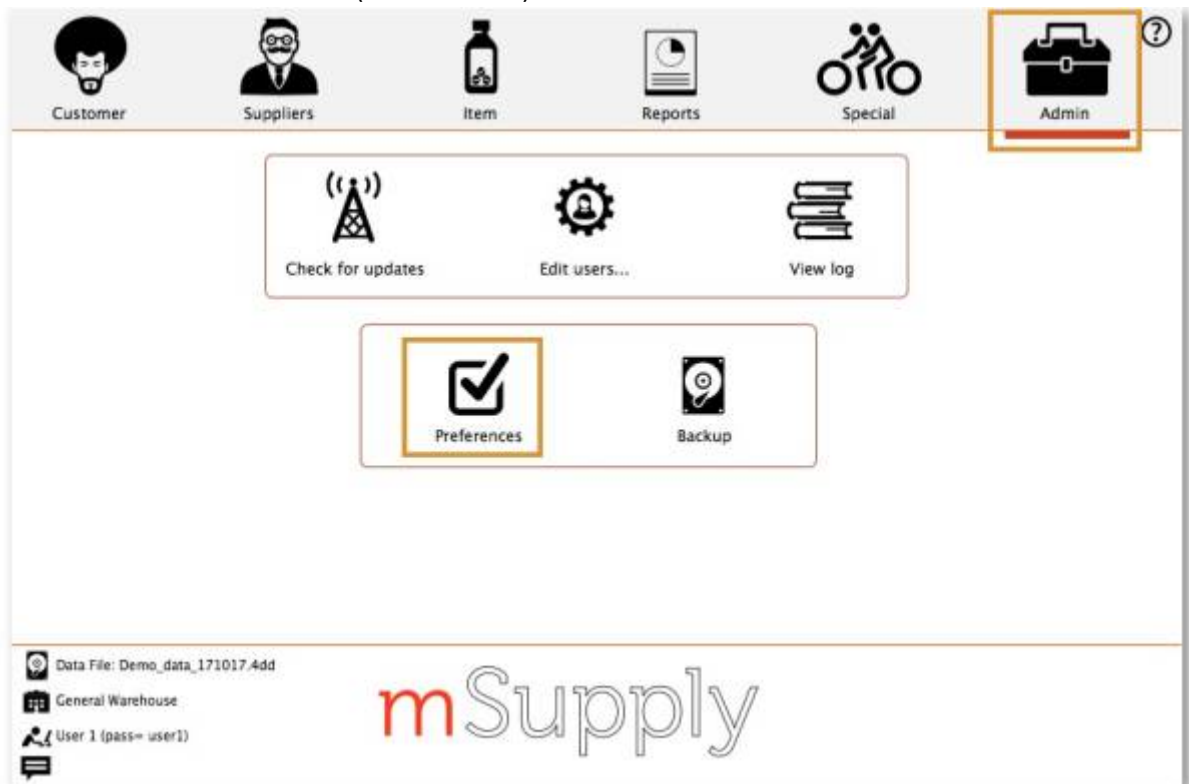 Customer
Suppliers
Item
Reports
Special
Admin
?
Check for updates
Edit users...
View log
Preferences
Backup
Data File: Demo_data_171017.4dd
General Warehouse
User 1 (pass= user1)
mSupply